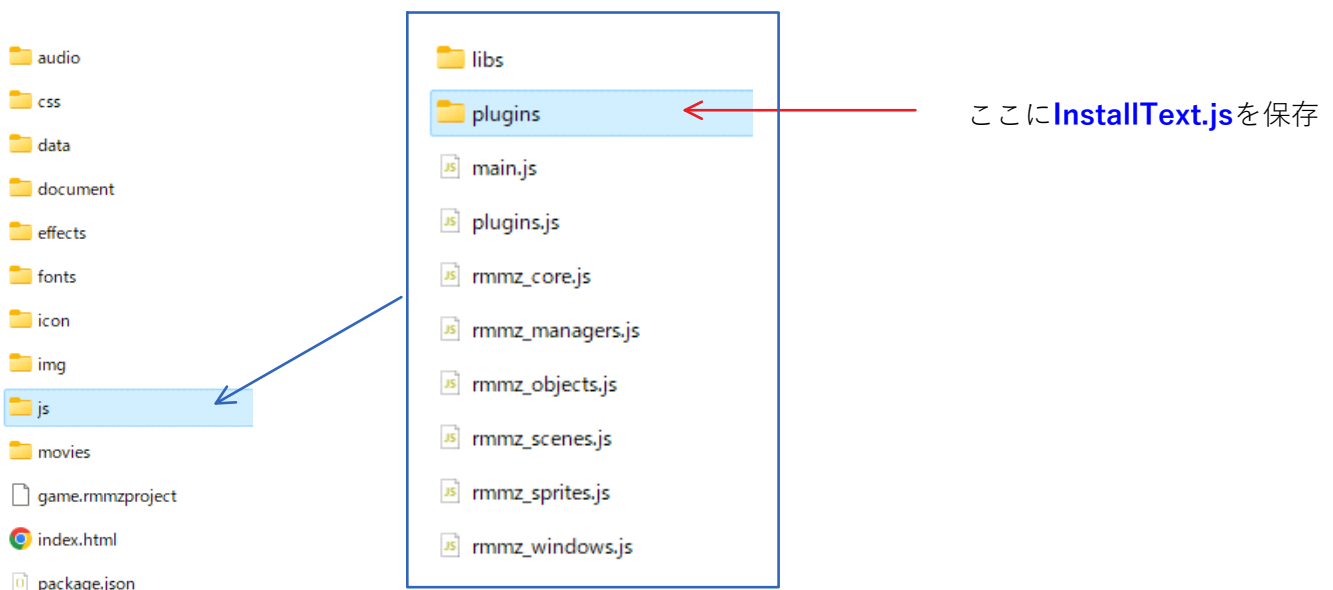 audio
css
data
document
effects
fonts
icon
img
js
movies
game.rmmzproject
index.html
package.json
libs
plugins
main.js
plugins.js
rmmz_core.js
rmmz_managers.js
rmmz_objects.js
rmmz_scenes.js
rmmz_sprites.js
rmmz_windows.js
ここにInstallText.jsを保存